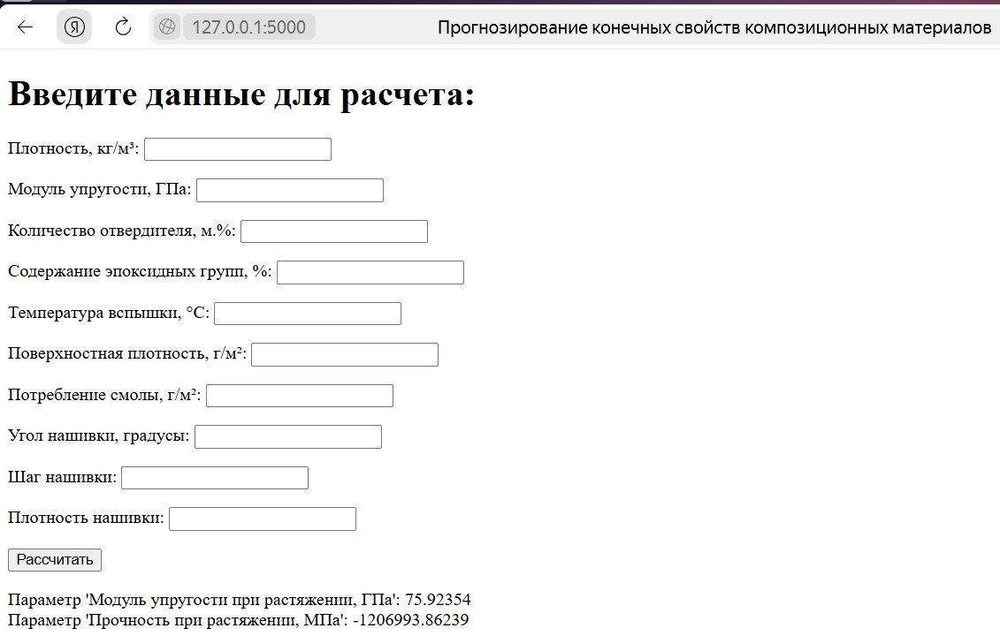 Я 127.0.0.1:5000 Прогнозирование конечных свойств композиционных материалов
Введите данные для расчета:
Плотность, кг/м³:
Модуль упругости, ГПа:
Количество отвердителя, м.%:
Содержание эпоксидных групп, %:
Температура вспышки, °С:
Поверхностная плотность, г/м²:
Потребление смолы, г/м²:
Угол нашивки, градусы:
Шаг нашивки:
Плотность нашивки:
Рассчитать
Параметр 'Модуль упругости при растяжении, ГПа': 75.92354
Параметр 'Прочность при растяжении, МПа': -1206993.86239